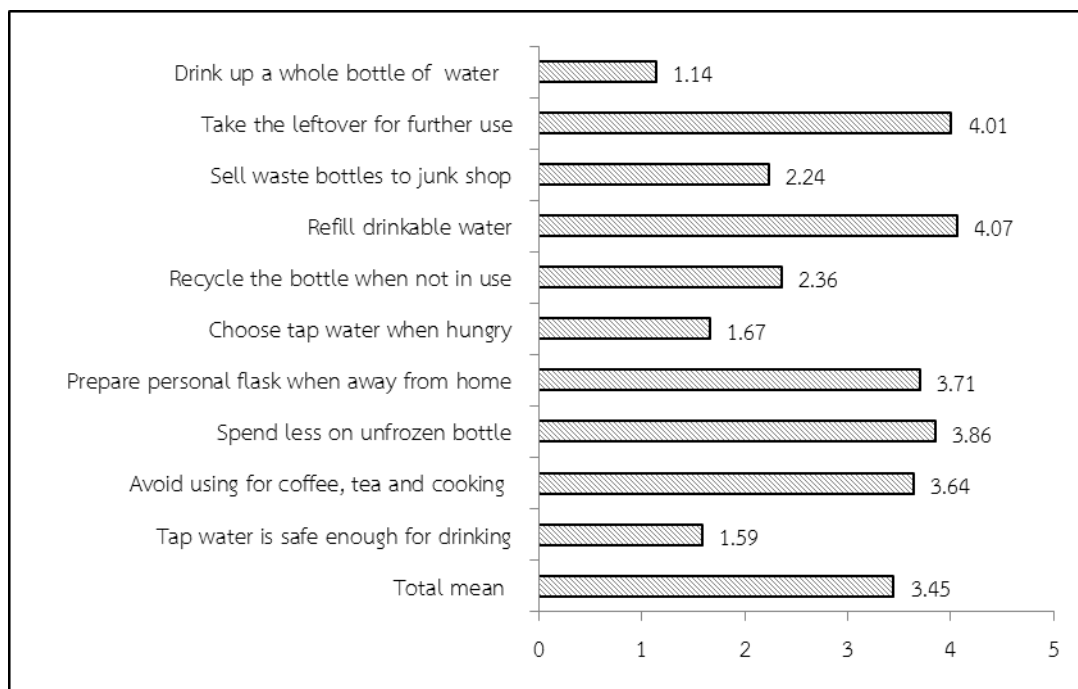 Drink up a whole bottle of water
1.14
Take the leftover for further use
4.01
Sell waste bottles to junk shop
2.24
Refill drinkable water
4.07
Recycle the bottle when not in use
2.36
Choose tap water when hungry
1.67
Prepare personal flask when away from home
3.71
Spend less on unfrozen bottle
3.86
Avoid using for coffee, tea and cooking
3.64
Tap water is safe enough for drinking
1.59
Total mean
3.45
0 1 2 3 4 5